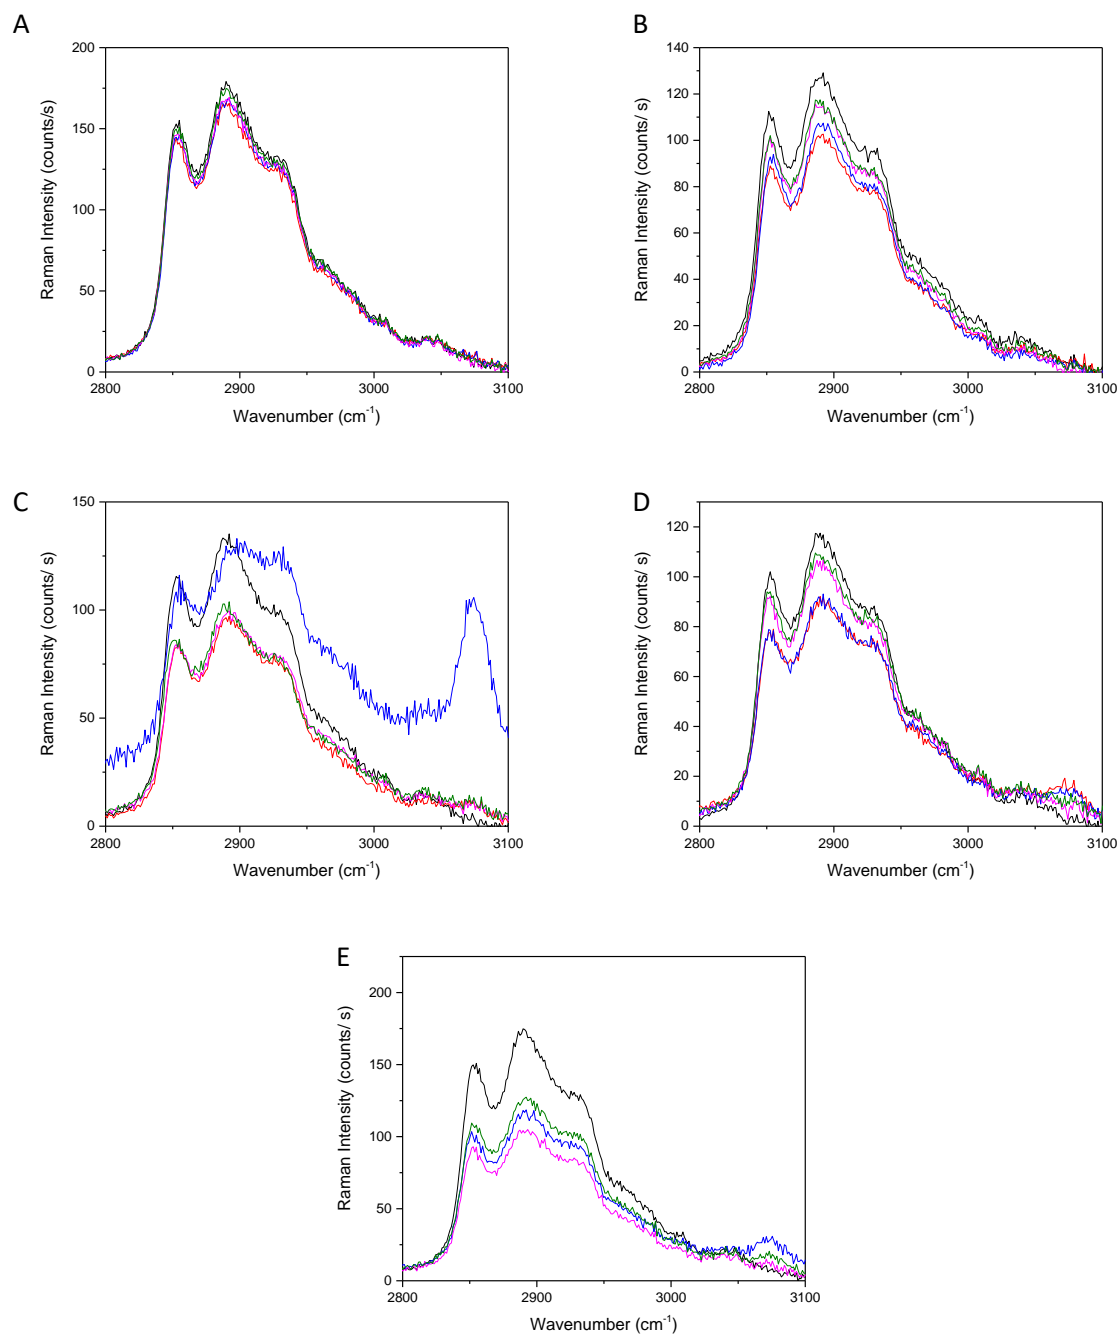 A
200
150
100
50
0
Raman Intensity (counts/s)
2800 2900 3000 3100
Wavenumber (cm⁻¹)
B
140
120
100
80
60
40
20
0
Raman Intensity (counts/ s)
2800 2900 3000 3100
Wavenumber (cm⁻¹)
C
150
100
50
0
Raman Intensity (counts/ s)
2800 2900 3000 3100
Wavenumber (cm⁻¹)
D
120
100
80
60
40
20
0
Raman Intensity (counts/ s)
2800 2900 3000 3100
Wavenumber (cm⁻¹)
E
200
150
100
50
0
Raman Intensity (counts/ s)
2800 2900 3000 3100
Wavenumber (cm⁻¹)